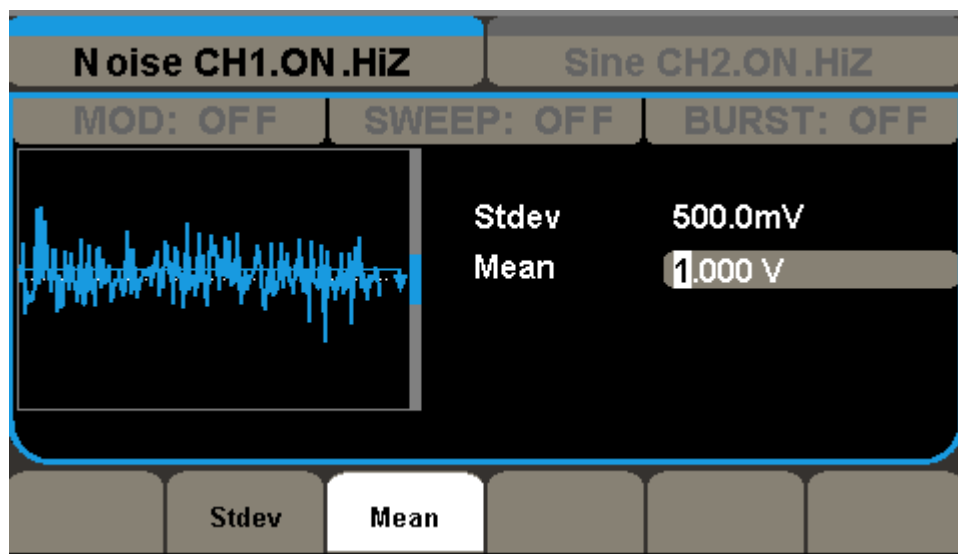 Noise CH1.ON.HiZ
Sine CH2.ON.HiZ
MOD: OFF
SWEEP: OFF
BURST: OFF
Stdev 500.0mV
Mean 1.000 V
Stdev
Mean